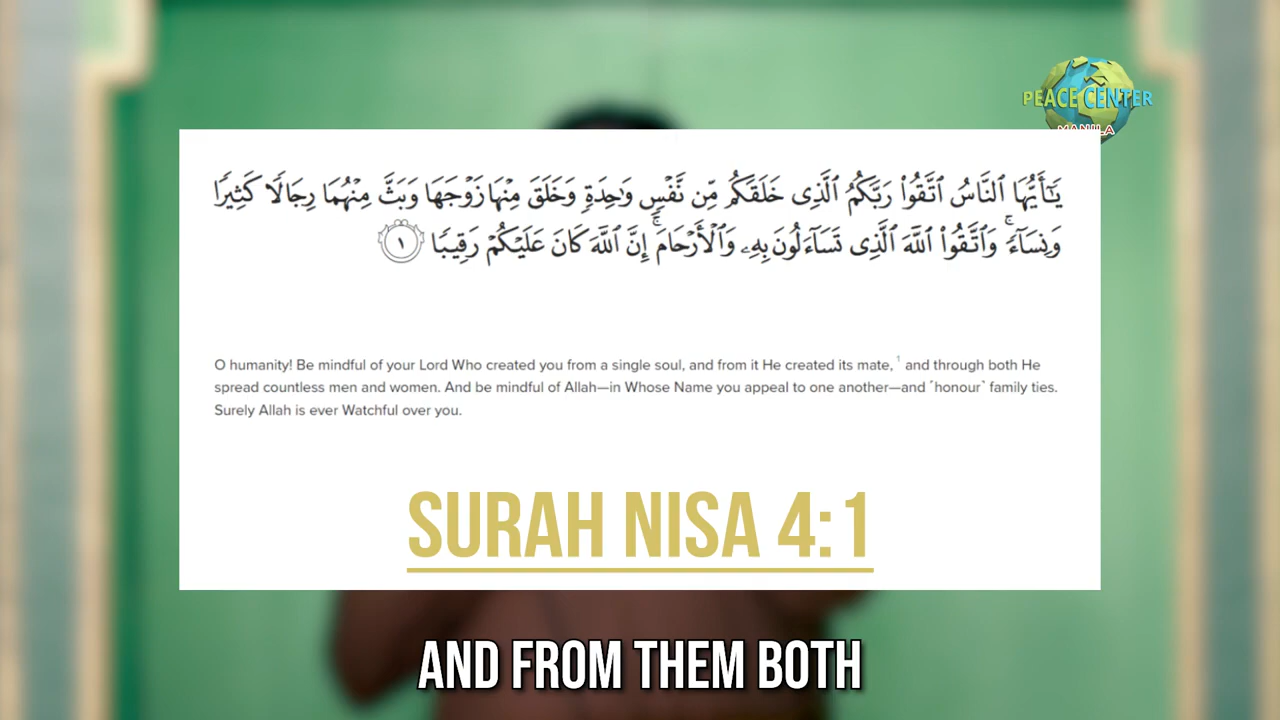 PEACE CENTER
MANILA
يَـٰٓأَيُّهَا ٱلنَّاسُ ٱتَّقُوا۟ رَبَّكُمُ ٱلَّذِى خَلَقَكُم مِّن نَّفْسٍ وَٰحِدَةٍ وَخَلَقَ مِنْهَا زَوْجَهَا وَبَثَّ مِنْهُمَا رِجَالًا كَثِيرًا
وَنِسَآءً ۚ وَٱتَّقُوا۟ ٱللَّهَ ٱلَّذِى تَسَآءَلُونَ بِهِۦ وَٱلْأَرْحَامَ ۚ إِنَّ ٱللَّهَ كَانَ عَلَيْكُمْ رَقِيبًا ١
O humanity! Be mindful of your Lord Who created you from a single soul, and from it He created its mate,¹ and through both He
spread countless men and women. And be mindful of Allah—in Whose Name you appeal to one another—and ˹honour˺ family ties.
Surely Allah is ever Watchful over you.
SURAH NISA 4:1
AND FROM THEM BOTH